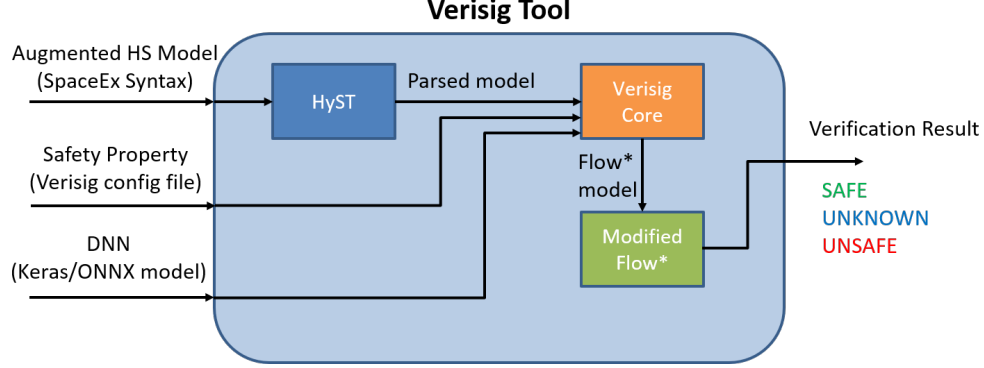 Verisig Tool
Augmented HS Model
(SpaceEx Syntax)
HyST
Parsed model
Verisig
Core
Safety Property
(Verisig config file)
Flow*
model
Verification Result
SAFE
UNKNOWN
UNSAFE
DNN
(Keras/ONNX model)
Modified
Flow*